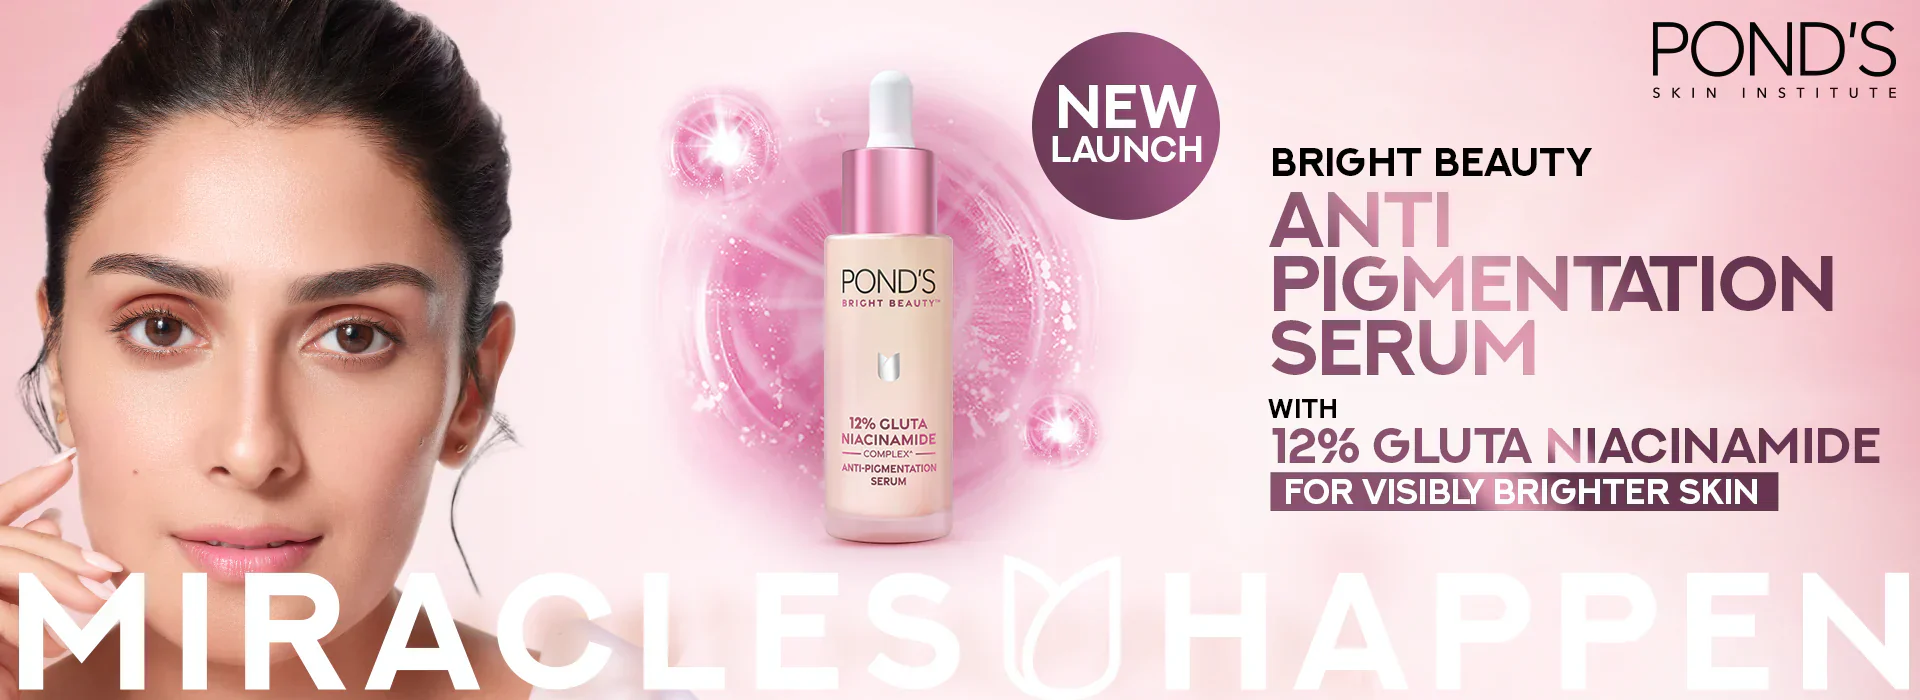 POND'S
SKIN INSTITUTE
NEW
LAUNCH
BRIGHT BEAUTY
ANTI
PIGMENTATION
SERUM
WITH
12% GLUTA NIACINAMIDE
FOR VISIBLY BRIGHTER SKIN
POND'S
BRIGHT BEAUTY™
12% GLUTA
NIACINAMIDE
COMPLEX^
ANTI-PIGMENTATION
SERUM
MIRACLES HAPPEN